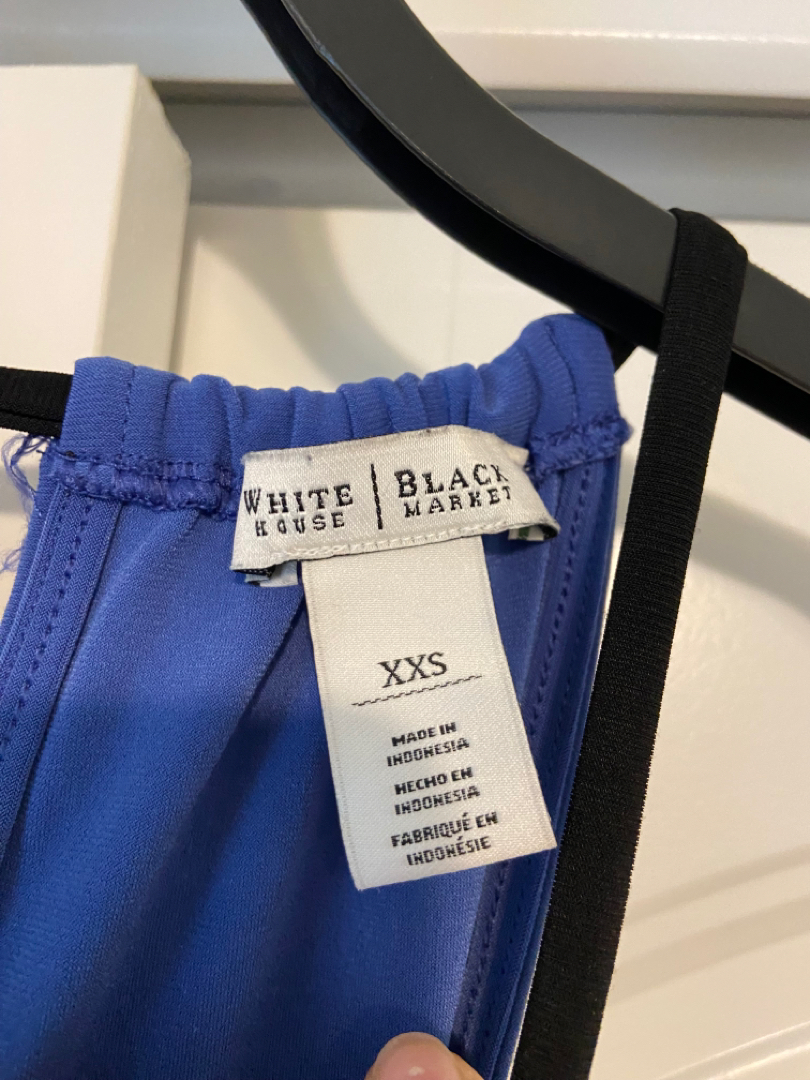 WHITE HOUSE | BLACK MARKET
XXS
MADE IN
INDONESIA
HECHO EN
INDONESIA
FABRIQUÉ EN
INDONÉSIE